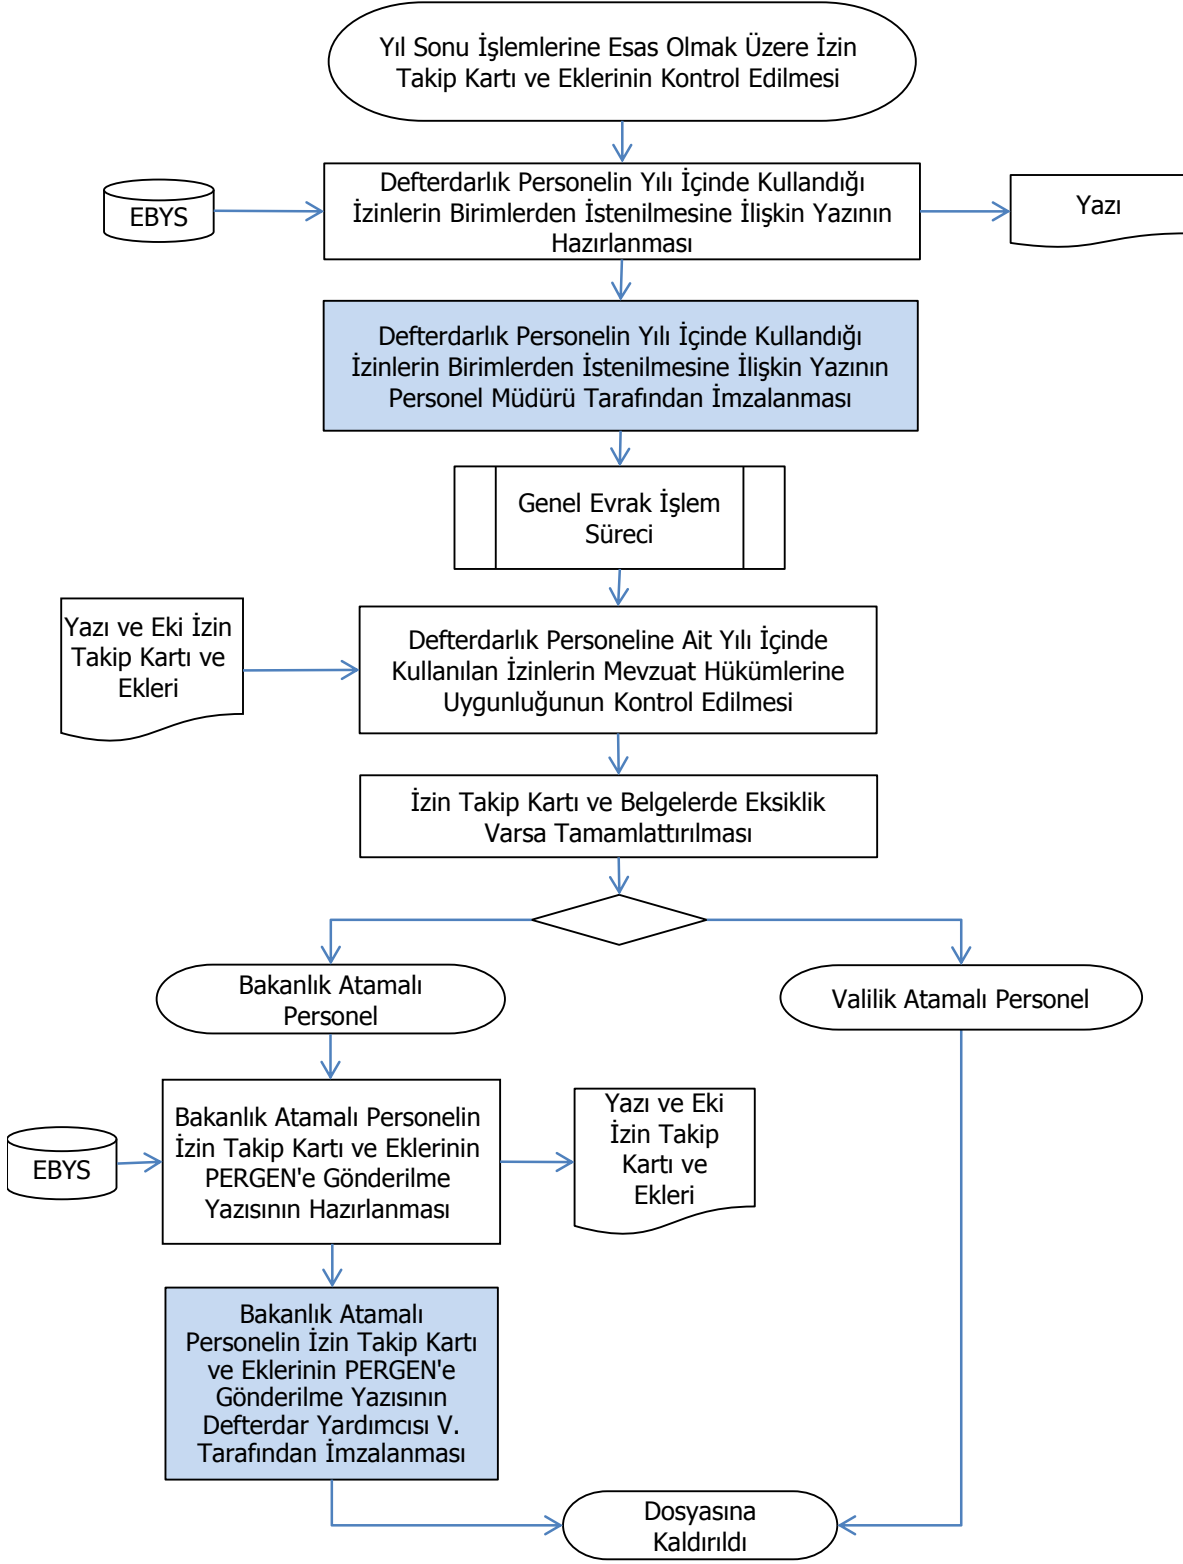 Yıl Sonu İşlemlerine Esas Olmak Üzere İzin
Takip Kartı ve Eklerinin Kontrol Edilmesi
EBYS
Defterdarlık Personelin Yılı İçinde Kullandığı
İzinlerin Birimlerden İstenilmesine İlişkin Yazının
Hazırlanması
Yazı
Defterdarlık Personelin Yılı İçinde Kullandığı
İzinlerin Birimlerden İstenilmesine İlişkin Yazının
Personel Müdürü Tarafından İmzalanması
Genel Evrak İşlem
Süreci
Yazı ve Eki İzin
Takip Kartı ve
Ekleri
Defterdarlık Personeline Ait Yılı İçinde
Kullanılan İzinlerin Mevzuat Hükümlerine
Uygunluğunun Kontrol Edilmesi
İzin Takip Kartı ve Belgelerde Eksiklik
Varsa Tamamlattırılması
Bakanlık Atamalı
Personel
Valilik Atamalı Personel
EBYS
Bakanlık Atamalı Personelin
İzin Takip Kartı ve Eklerinin
PERGEN'e Gönderilme
Yazısının Hazırlanması
Yazı ve Eki
İzin Takip
Kartı ve
Ekleri
Bakanlık Atamalı
Personelin İzin Takip Kartı
ve Eklerinin PERGEN'e
Gönderilme Yazısının
Defterdar Yardımcısı V.
Tarafından İmzalanması
Dosyasına
Kaldırıldı